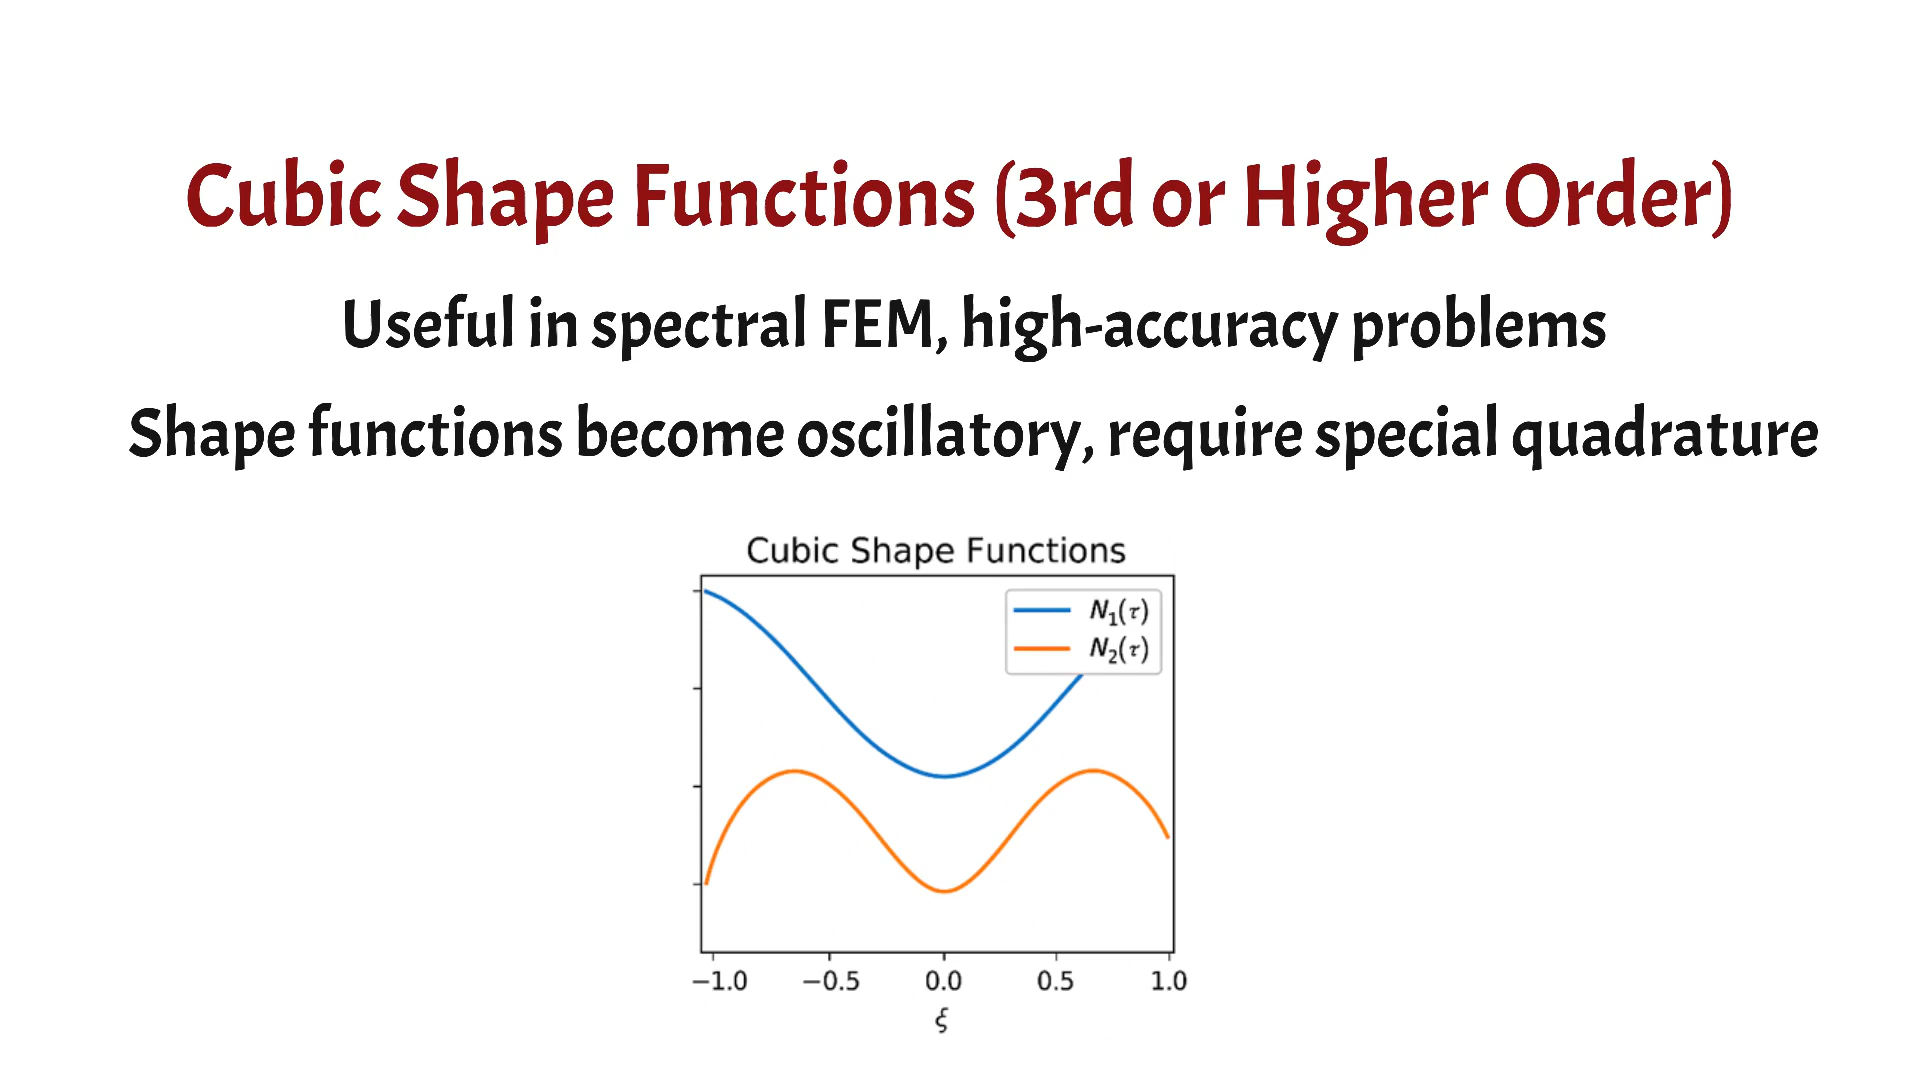 Cubic Shape Functions (3rd or Higher Order)
Useful in spectral FEM, high-accuracy problems
Shape functions become oscillatory, require special quadrature
Cubic Shape Functions
N₁(τ)
N₂(τ)
−1.0 −0.5 0.0 0.5 1.0
ξ